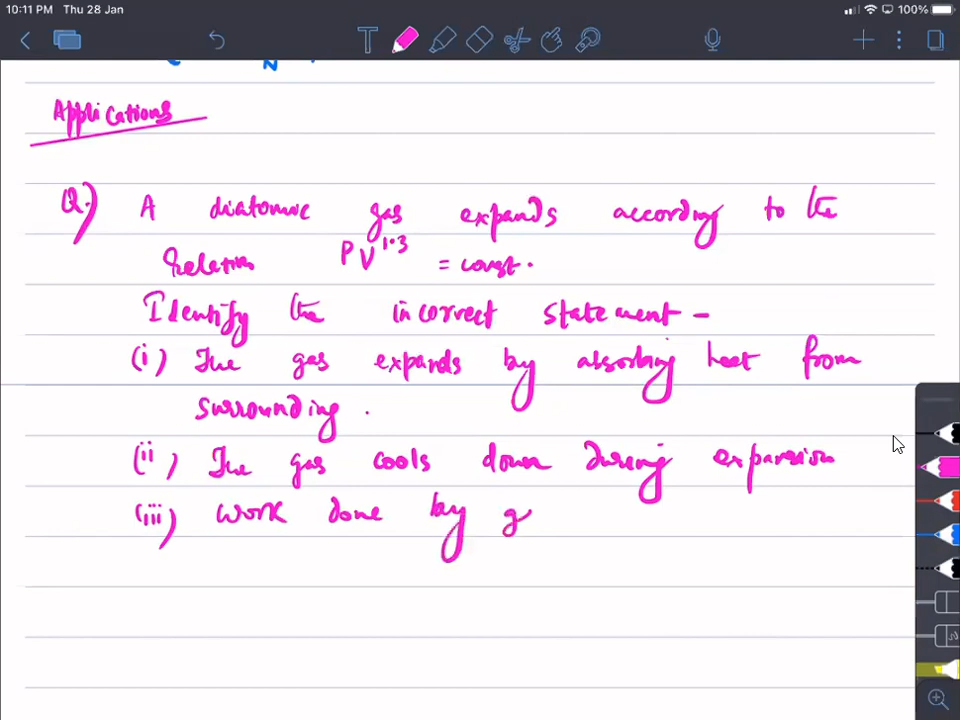 10:11 PM Thu 28 Jan 100%
Applications
Q.) A diatomic gas expands according to the
relation PV^1.3 = const.
Identify the incorrect statement -
(i) The gas expands by absorbing heat from
surrounding.
(ii) The gas cools down during expansion
(iii) Work done by g